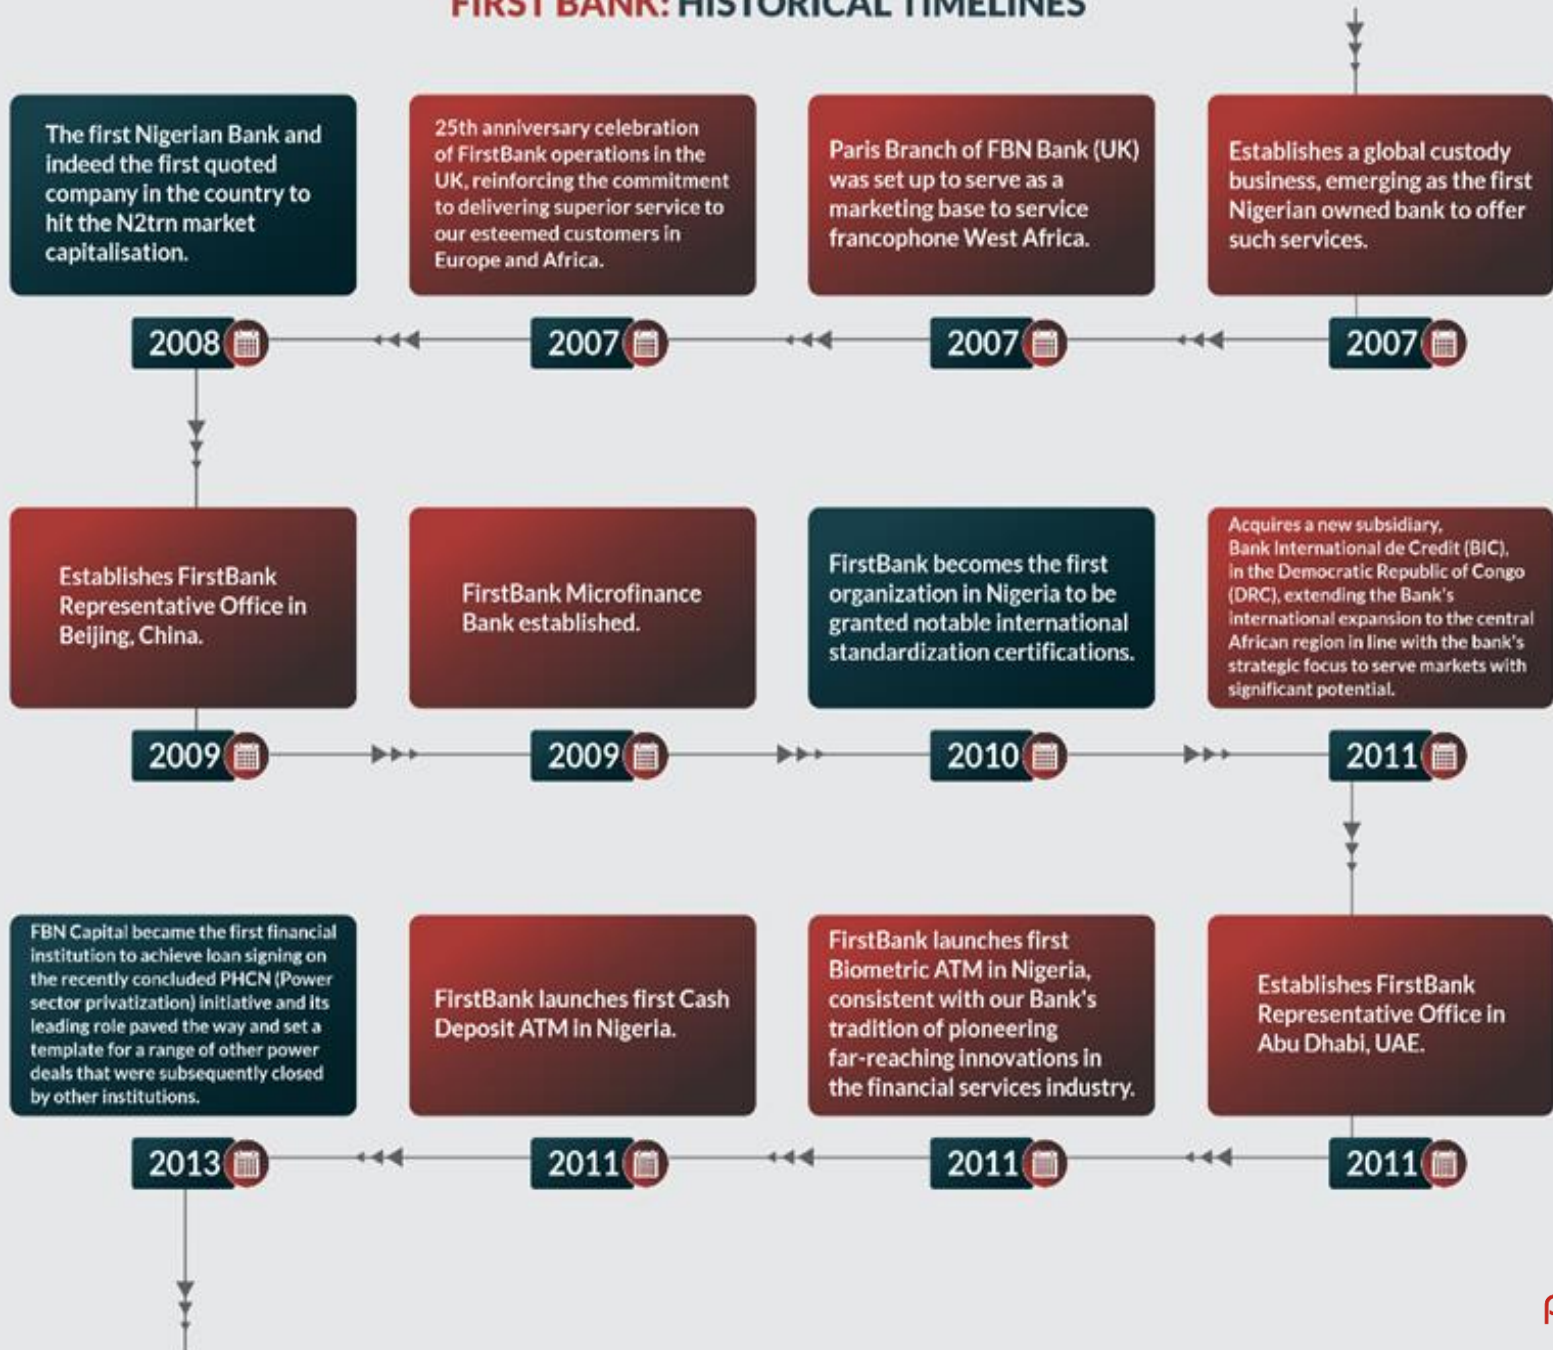 FIRST BANK: HISTORICAL TIMELINES
The first Nigerian Bank and
indeed the first quoted
company in the country to
hit the N2trn market
capitalisation.
2008
25th anniversary celebration
of FirstBank operations in the
UK, reinforcing the commitment
to delivering superior service to
our esteemed customers in
Europe and Africa.
2007
Paris Branch of FBN Bank (UK)
was set up to serve as a
marketing base to service
francophone West Africa.
2007
Establishes a global custody
business, emerging as the first
Nigerian owned bank to offer
such services.
2007
Establishes FirstBank
Representative Office in
Beijing, China.
2009
FirstBank Microfinance
Bank established.
2009
FirstBank becomes the first
organization in Nigeria to be
granted notable international
standardization certifications.
2010
Acquires a new subsidiary,
Bank International de Credit (BIC),
in the Democratic Republic of Congo
(DRC), extending the Bank's
international expansion to the central
African region in line with the bank's
strategic focus to serve markets with
significant potential.
2011
FBN Capital became the first financial
institution to achieve loan signing on
the recently concluded PHCN (Power
sector privatization) initiative and its
leading role paved the way and set a
template for a range of other power
deals that were subsequently closed
by other institutions.
2013
FirstBank launches first Cash
Deposit ATM in Nigeria.
2011
FirstBank launches first
Biometric ATM in Nigeria,
consistent with our Bank's
tradition of pioneering
far-reaching innovations in
the financial services industry.
2011
Establishes FirstBank
Representative Office in
Abu Dhabi, UAE.
2011